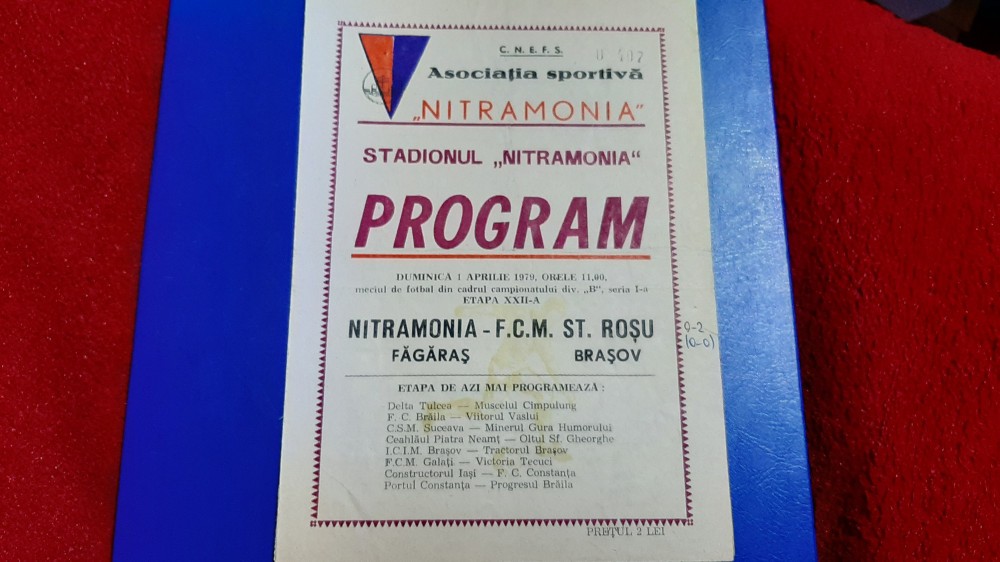 C. N. E. F. S.
0 407
Asociația sportivă
„NITRAMONIA"
STADIONUL „NITRAMONIA"
PROGRAM
DUMINICĂ 1 APRILIE 1979, ORELE 11,00,
meciul de fotbal din cadrul campionatului div. „B", seria I-a
ETAPA XXII-A
NITRAMONIA - F.C.M. ST. ROȘU
FĂGĂRAȘ BRAȘOV
0-2
(0-0)
ETAPA DE AZI MAI PROGRAMEAZĂ :
Delta Tulcea — Muscelul Cîmpulung
F. C. Brăila — Viitorul Vaslui
C.S.M. Suceava — Minerul Gura Humorului
Ceahlăul Piatra Neamț — Oltul Sf. Gheorghe
I.C.I.M. Brașov — Tractorul Brașov
F.C.M. Galați — Victoria Tecuci
Constructorul Iași — F. C. Constanța
Portul Constanța — Progresul Brăila
PREȚUL 2 LEI